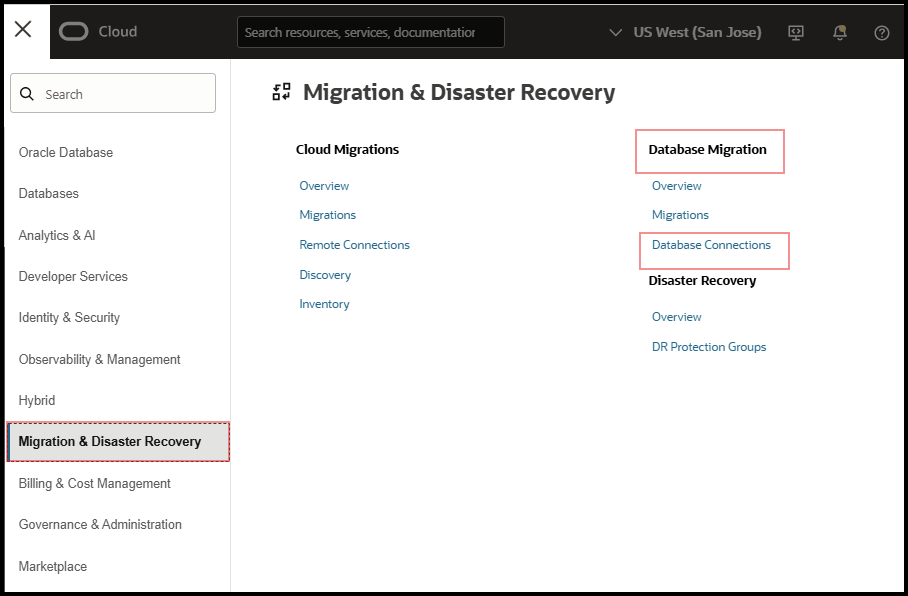 Cloud
Search resources, services, documentation
US West (San Jose)
Search
Oracle Database
Databases
Analytics & AI
Developer Services
Identity & Security
Observability & Management
Hybrid
Migration & Disaster Recovery
Billing & Cost Management
Governance & Administration
Marketplace
Migration & Disaster Recovery
Cloud Migrations
Overview
Migrations
Remote Connections
Discovery
Inventory
Database Migration
Overview
Migrations
Database Connections
Disaster Recovery
Overview
DR Protection Groups